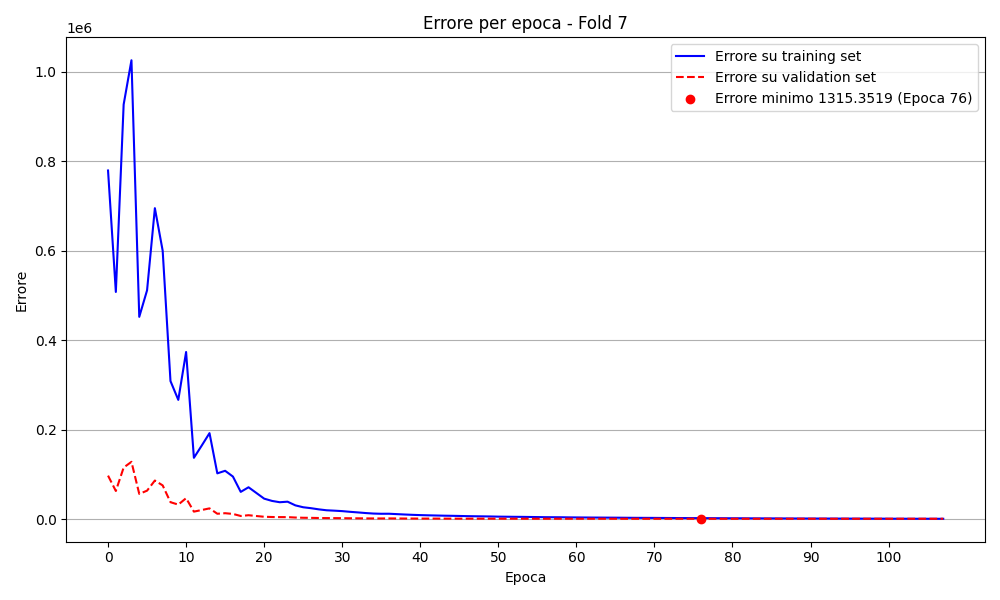 Errore per epoca - Fold 7
1e6
Errore su training set
Errore su validation set
Errore minimo 1315.3519 (Epoca 76)
1.0
0.8
0.6
0.4
0.2
0.0
Errore
0 10 20 30 40 50 60 70 80 90 100
Epoca